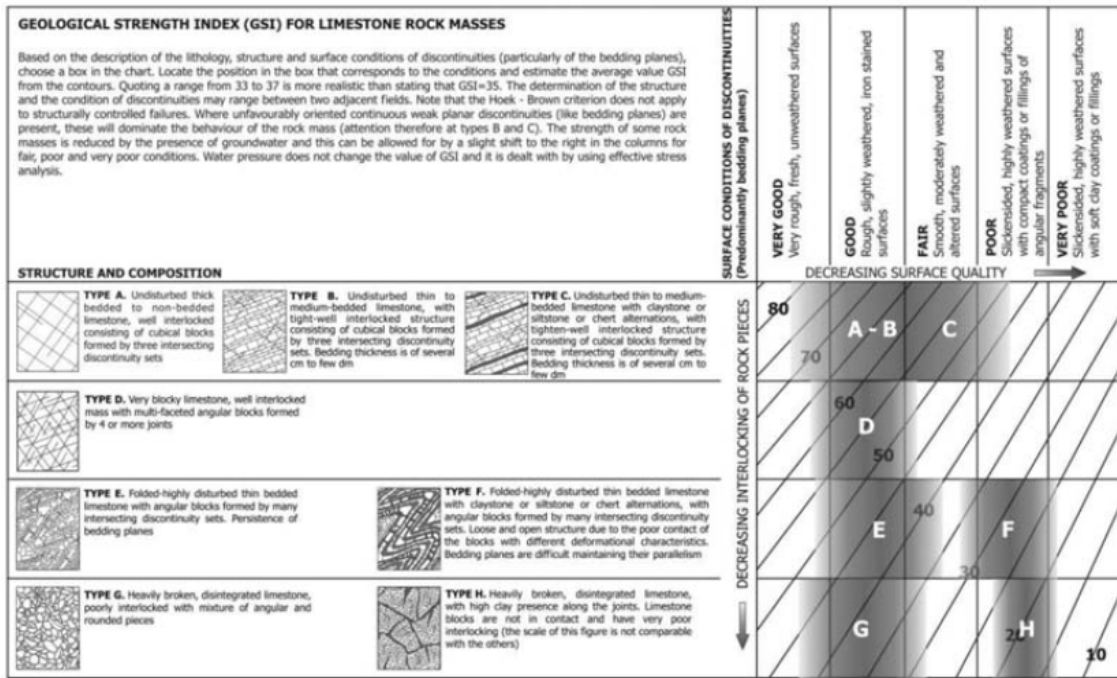 GEOLOGICAL STRENGTH INDEX (GSI) FOR LIMESTONE ROCK MASSES
Based on the description of the lithology, structure and surface conditions of discontinuities (particularly of the bedding planes),
choose a box in the chart. Locate the position in the box that corresponds to the conditions and estimate the average value GSI
from the contours. Quoting a range from 33 to 37 is more realistic than stating that GSI=35. The determination of the structure
and the condition of discontinuities may range between two adjacent fields. Note that the Hoek - Brown criterion does not apply
to structurally controlled failures. Where unfavourably oriented continuous weak planar discontinuities (like bedding planes) are
present, these will dominate the behaviour of the rock mass (attention therefore at types B and C). The strength of some rock
masses is reduced by the presence of groundwater and this can be allowed for by a slight shift to the right in the columns for
fair, poor and very poor conditions. Water pressure does not change the value of GSI and it is dealt with by using effective stress
analysis.
STRUCTURE AND COMPOSITION
SURFACE CONDITIONS OF DISCONTINUITIES
(Predominantly bedding planes)
VERY GOOD
Very rough, fresh, unweathered surfaces
GOOD
Rough, slightly weathered, iron stained
surfaces
FAIR
Smooth, moderately weathered and
altered surfaces
POOR
Slickensided, highly weathered surfaces
with compact coatings or fillings of
angular fragments
VERY POOR
Slickensided, highly weathered surfaces
with soft clay coatings or fillings
DECREASING SURFACE QUALITY
TYPE A. Undisturbed thick
bedded to non-bedded
limestone, well interlocked
consisting of cubical blocks
formed by three intersecting
discontinuity sets
TYPE B. Undisturbed thin to
medium-bedded limestone, with
tight-well interlocked structure
consisting of cubical blocks formed
by three intersecting discontinuity
sets. Bedding thickness is of several
cm to few dm
TYPE C. Undisturbed thin to medium-
bedded limestone with claystone or
siltstone or chert alternations, with
tighten-well interlocked structure
consisting of cubical blocks formed by
three intersecting discontinuity sets.
Bedding thickness is of several cm to
few dm
TYPE D. Very blocky limestone, well interlocked
mass with multi-faceted angular blocks formed
by 4 or more joints
TYPE E. Folded-highly disturbed thin bedded
limestone with angular blocks formed by many
intersecting discontinuity sets. Persistence of
bedding planes
TYPE F. Folded-highly disturbed thin bedded limestone
with claystone or siltstone or chert alternations, with
angular blocks formed by many intersecting discontinuity
sets. Loose and open structure due to the poor contact of
the blocks with different deformational characteristics.
Bedding planes are difficult maintaining their parallelism
TYPE G. Heavily broken, disintegrated limestone,
poorly interlocked with mixture of angular and
rounded pieces
TYPE H. Heavily broken, disintegrated limestone,
with high clay presence along the joints. Limestone
blocks are not in contact and have very poor
interlocking (the scale of this figure is not comparable
with the others)
DECREASING INTERLOCKING OF ROCK PIECES
80
A - B
C
70
60
D
50
40
E
F
30
G
20
H
10